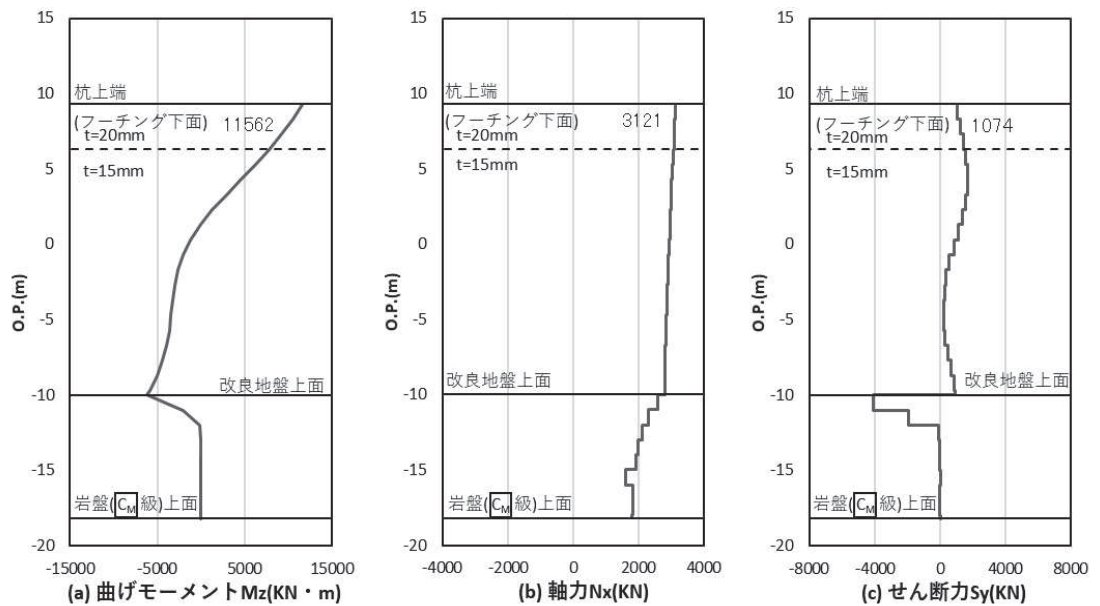 15
10
5
0
-5
-10
-15
-20
O.P.(m)
杭上端
(フーチング下面)
11562
t=20mm
t=15mm
改良地盤上面
岩盤(CM級)上面
-15000
-5000
5000
15000
(a) 曲げモーメントMz(KN・m)
15
10
5
0
-5
-10
-15
-20
O.P.(m)
杭上端
(フーチング下面)
3121
t=20mm
t=15mm
改良地盤上面
岩盤(CM級)上面
-4000
-2000
0
2000
4000
(b) 軸力Nx(KN)
15
10
5
0
-5
-10
-15
-20
O.P.(m)
杭上端
(フーチング下面)
1074
t=20mm
t=15mm
改良地盤上面
岩盤(CM級)上面
-8000
-4000
0
4000
8000
(c) せん断力Sy(KN)